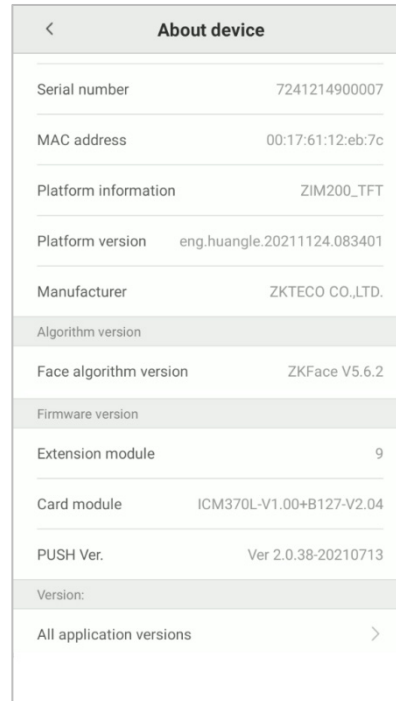 About device
Serial number 7241214900007
MAC address 00:17:61:12:eb:7c
Platform information ZIM200_TFT
Platform version eng.huangle.20211124.083401
Manufacturer ZKTECO CO.,LTD.
Algorithm version
Face algorithm version ZKFace V5.6.2
Firmware version
Extension module 9
Card module ICM370L-V1.00+B127-V2.04
PUSH Ver. Ver 2.0.38-20210713
Version:
All application versions